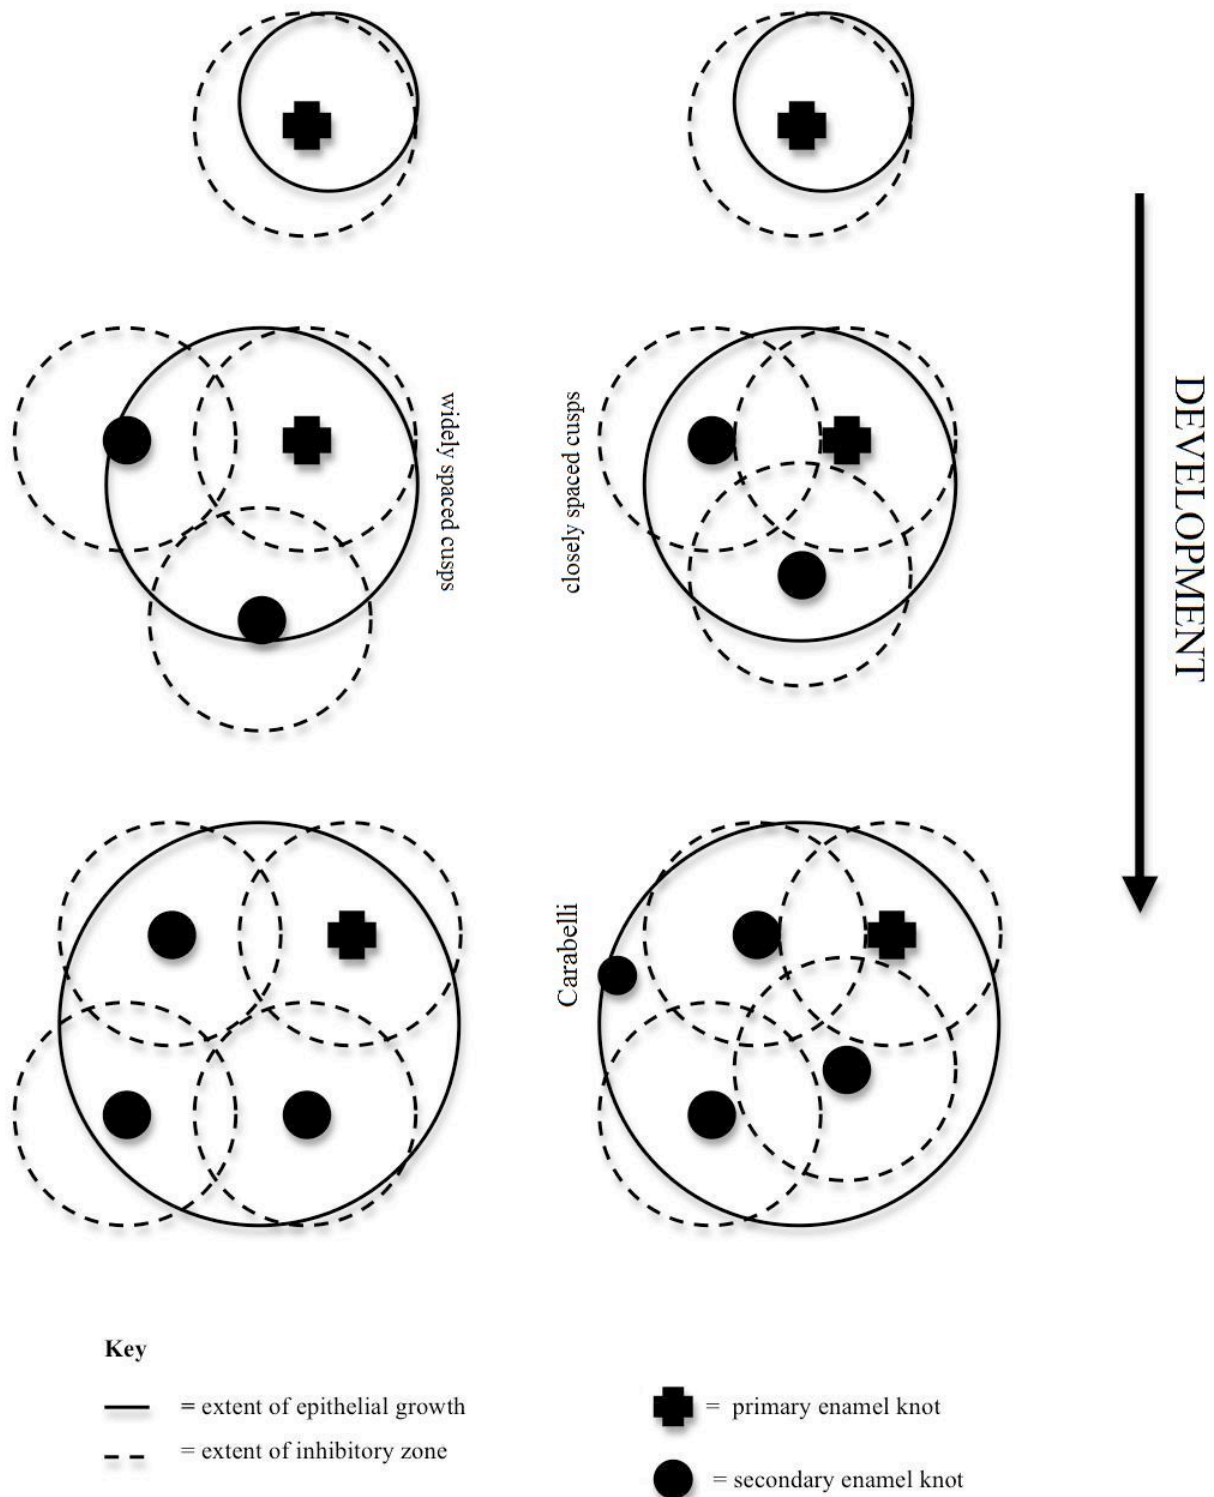 widely spaced cusps
closely spaced cusps
DEVELOPMENT
Carabelli
Key
= extent of epithelial growth
= extent of inhibitory zone
= primary enamel knot
= secondary enamel knot